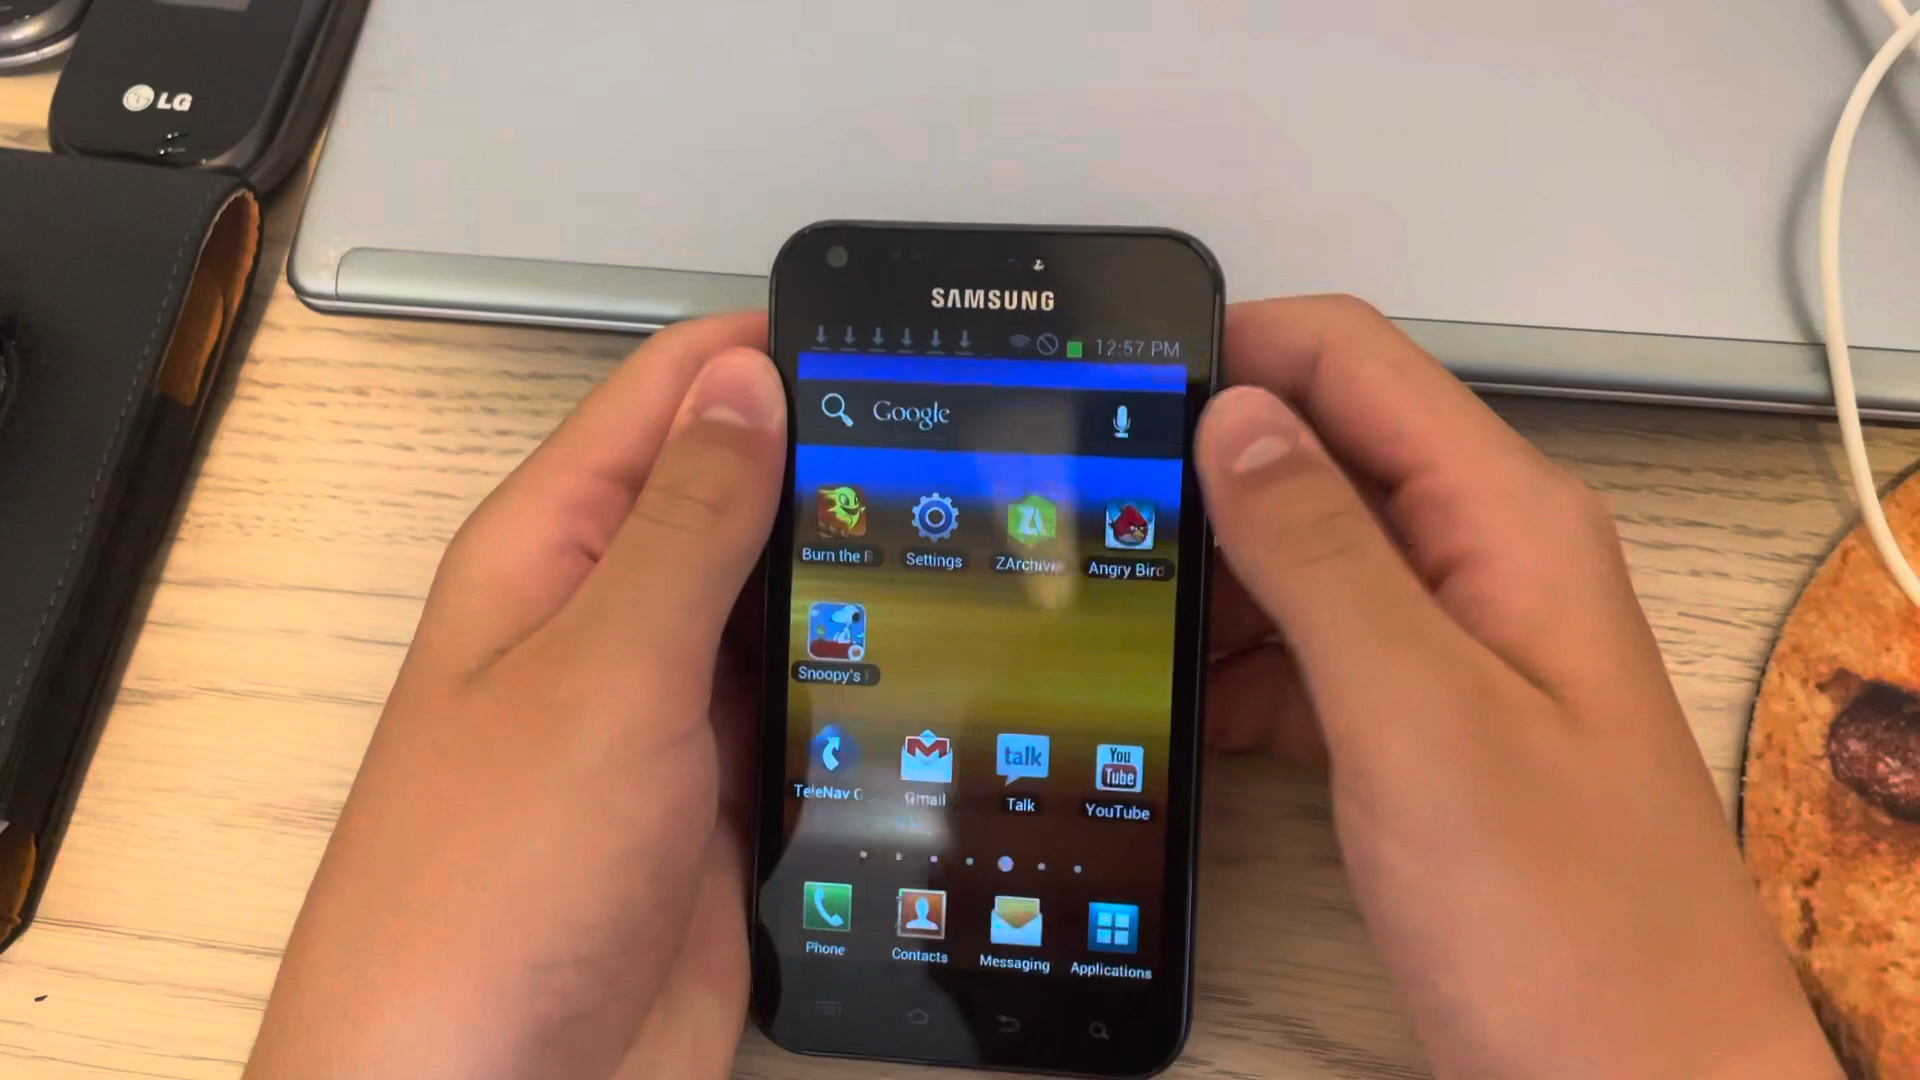 LG
SAMSUNG
12:57 PM
Google
Burn the R
Settings
ZArchive
Angry Bird
Snoopy's
TeleNav G
Gmail
Talk
talk
YouTube
You
Tube
Phone
Contacts
Messaging
Applications